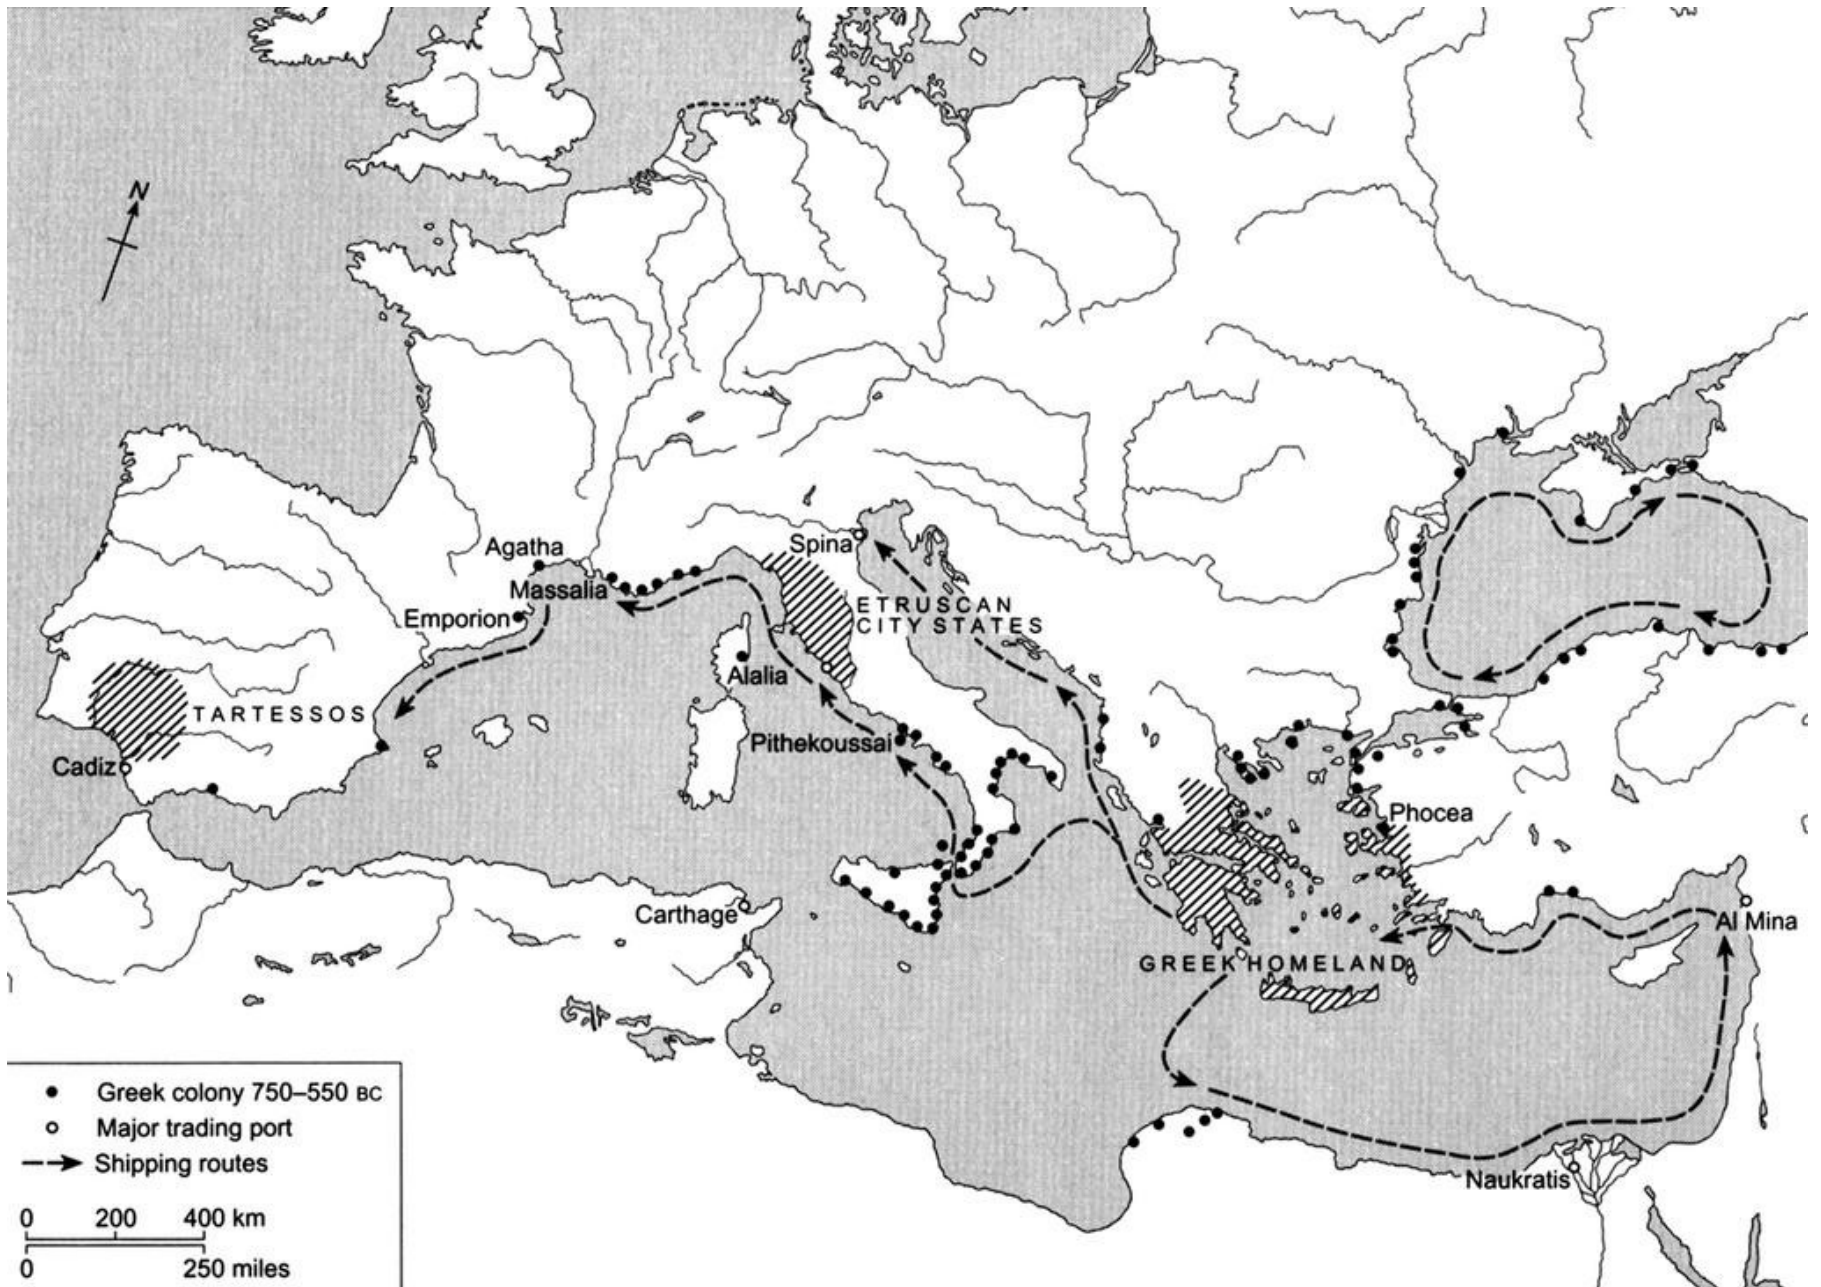 N
Agatha
Massalia
Emporion
Spina
ETRUSCAN
CITY STATES
Alalia
TARTESSOS
Cadiz
Pithekoussai
Phocea
Carthage
Al Mina
GREEK HOMELAND
Naukratis
Greek colony 750–550 BC
Major trading port
Shipping routes
0 200 400 km
0 250 miles